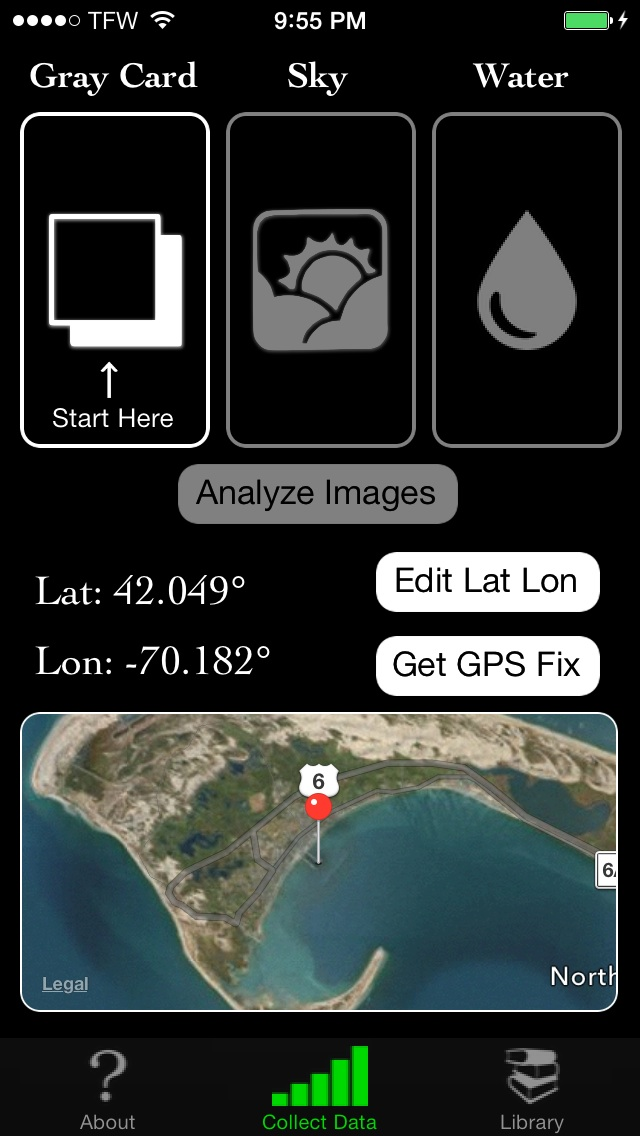 TFW 9:55 PM
Gray Card Sky Water
↑
Start Here
Analyze Images
Lat: 42.049° Edit Lat Lon
Lon: -70.182° Get GPS Fix
6
6A
North
Legal
?
About Collect Data Library